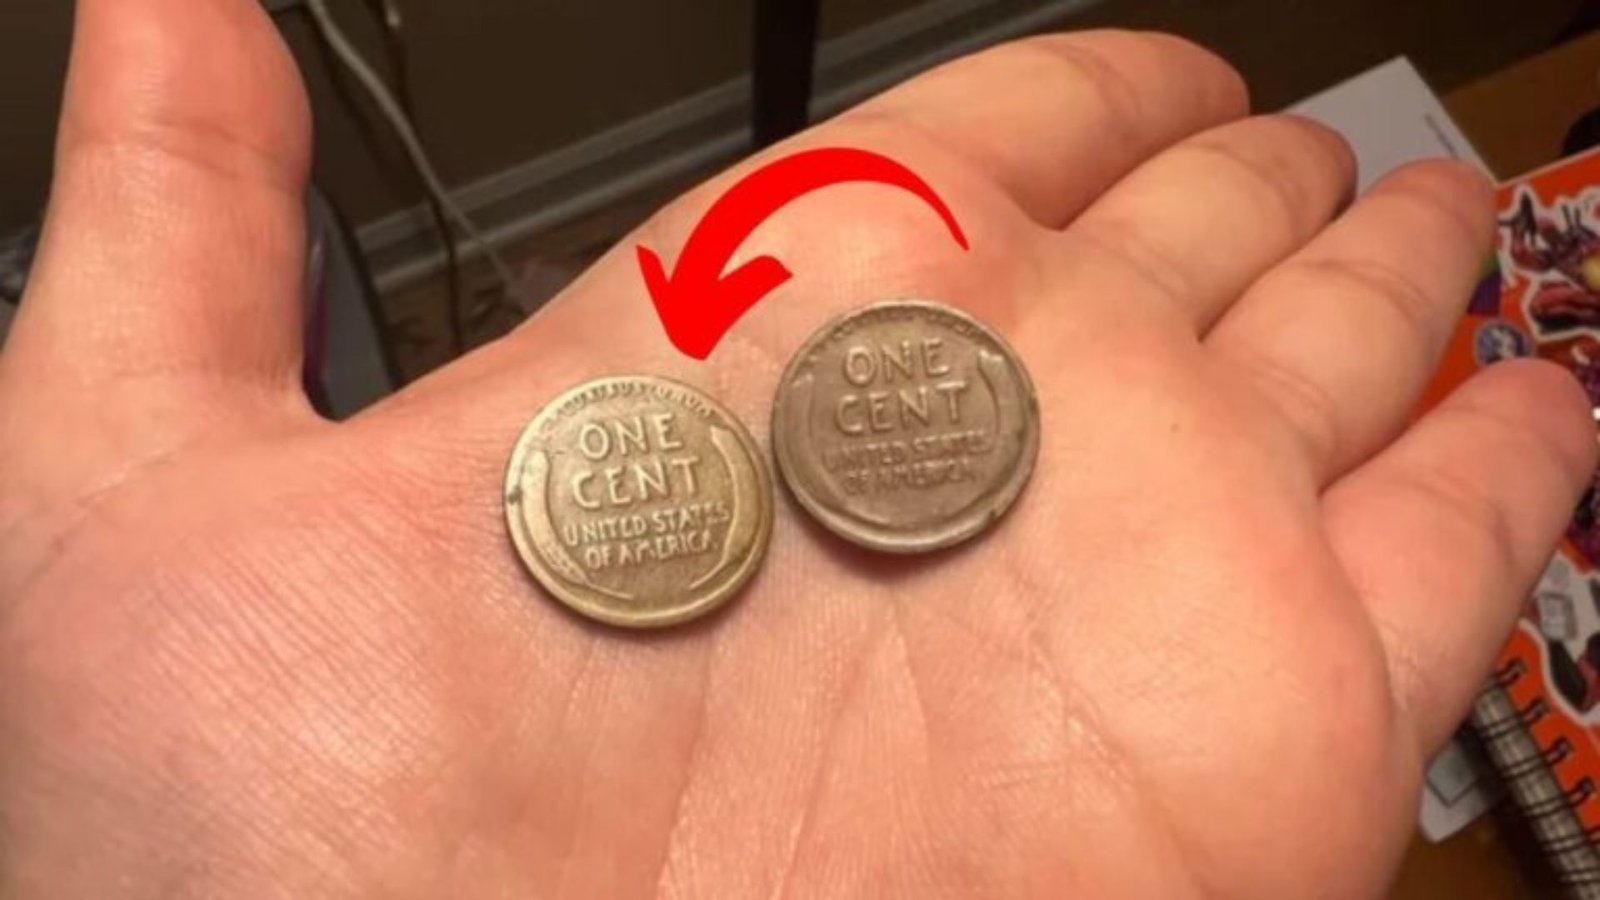 ONE
CENT
UNITED STATES
OF AMERICA
ONE
CENT
UNITED STATES
OF AMERICA